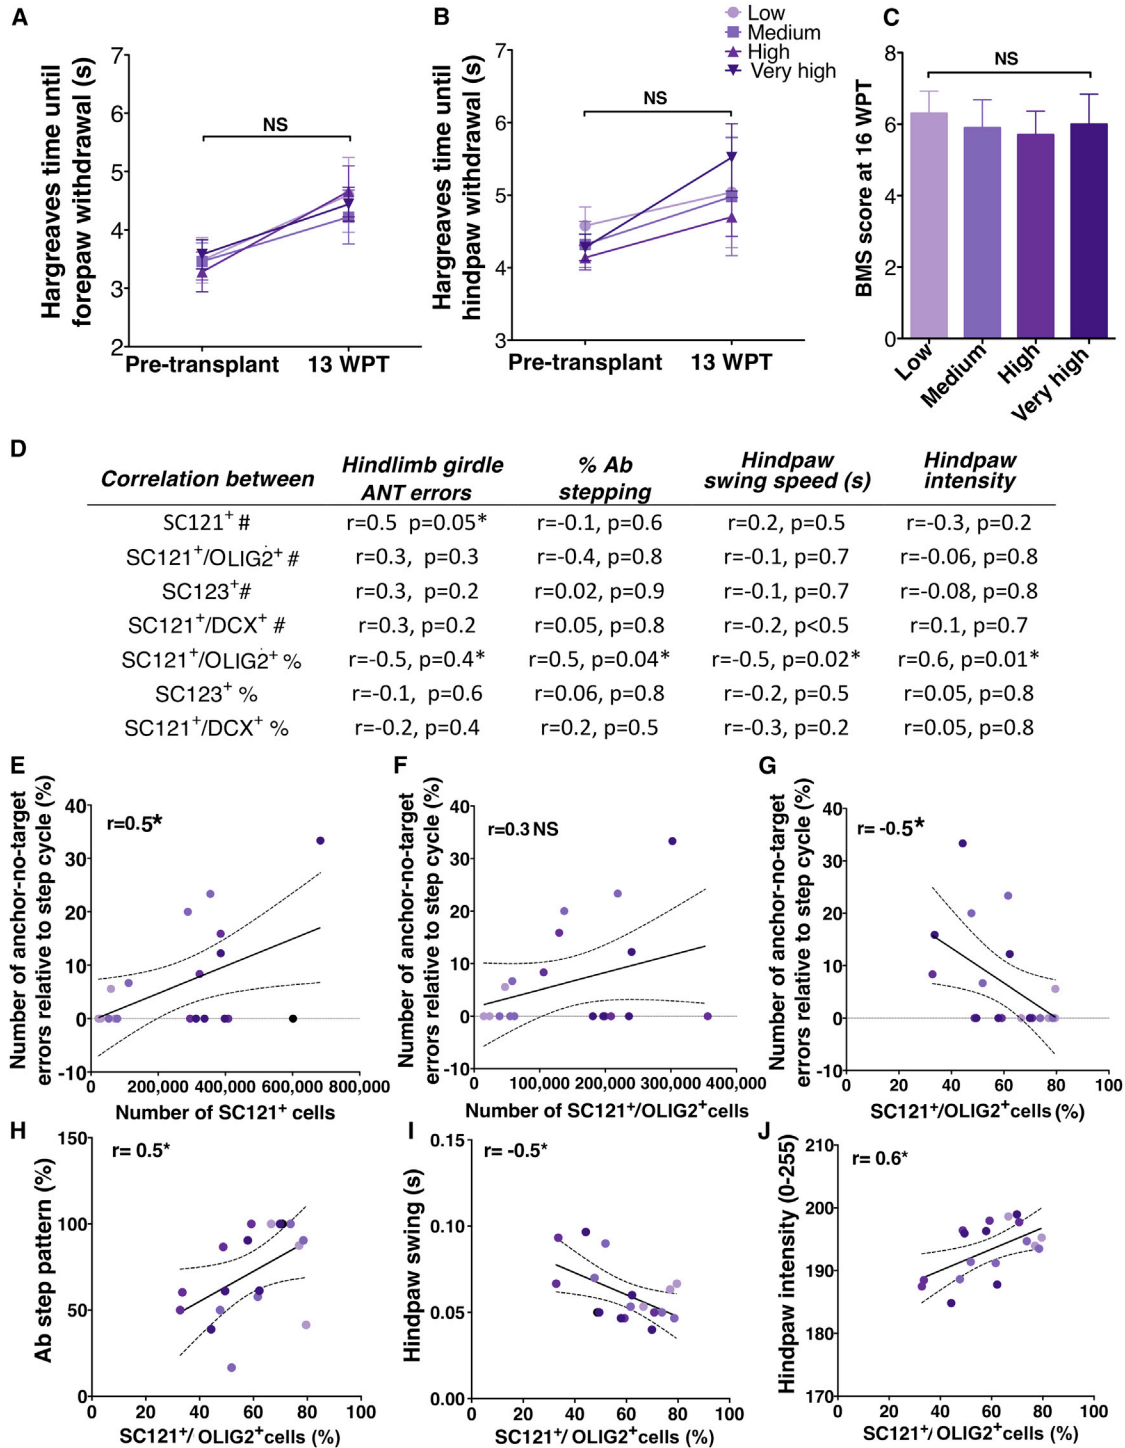 A
Hargreaves time until
forepaw withdrawal (s)
7
6
5
4
3
2
NS
Pre-transplant 13 WPT
B
Hargreaves time until
hindpaw withdrawal (s)
7
6
5
4
3
NS
Pre-transplant 13 WPT
Low
Medium
High
Very high
C
BMS score at 16 WPT
8
6
4
2
0
NS
Low
Medium
High
Very high
D
Correlation between Hindlimb girdle ANT errors % Ab stepping Hindpaw swing speed (s) Hindpaw intensity
SC121+ # r=0.5 p=0.05* r=-0.1, p=0.6 r=0.2, p=0.5 r=-0.3, p=0.2
SC121+/OLIG2+ # r=0.3, p=0.3 r=-0.4, p=0.8 r=-0.1, p=0.7 r=-0.06, p=0.8
SC123+# r=0.3, p=0.2 r=0.02, p=0.9 r=-0.1, p=0.7 r=-0.08, p=0.8
SC121+/DCX+ # r=0.3, p=0.2 r=0.05, p=0.8 r=-0.2, p<0.5 r=0.1, p=0.7
SC121+/OLIG2+ % r=-0.5, p=0.4* r=0.5, p=0.04* r=-0.5, p=0.02* r=0.6, p=0.01*
SC123+ % r=-0.1, p=0.6 r=0.06, p=0.8 r=-0.2, p=0.5 r=0.05, p=0.8
SC121+/DCX+ % r=-0.2, p=0.4 r=0.2, p=0.5 r=-0.3, p=0.2 r=0.05, p=0.8
E
Number of anchor-no-target
errors relative to step cycle (%)
40
30
20
10
0
-10
r=0.5*
0 200,000 400,000 600,000 800,000
Number of SC121+ cells
F
Number of anchor-no-target
errors relative to step cycle (%)
40
30
20
10
0
-10
r=0.3 NS
0 100,000 200,000 300,000 400,000
Number of SC121+/OLIG2+cells
G
Number of anchor-no-target
errors relative to step cycle (%)
40
30
20
10
0
-10
r= -0.5*
0 20 40 60 80 100
SC121+/OLIG2+cells (%)
H
Ab step pattern (%)
150
100
50
0
r= 0.5*
0 20 40 60 80 100
SC121+/ OLIG2+cells (%)
I
Hindpaw swing (s)
0.15
0.10
0.05
0.00
r= -0.5*
0 20 40 60 80 100
SC121+/ OLIG2+cells (%)
J
Hindpaw intensity (0-255)
210
200
190
180
170
r= 0.6*
0 20 40 60 80 100
SC121+/ OLIG2+cells (%)